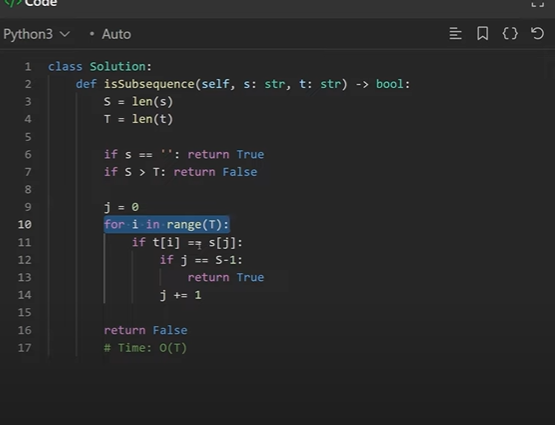 </> Code
Python3 • Auto
1 class Solution:
2     def isSubsequence(self, s: str, t: str) -> bool:
3         S = len(s)
4         T = len(t)
5
6         if s == '': return True
7         if S > T: return False
8
9         j = 0
10         for i in range(T):
11             if t[i] == s[j]:
12                 if j == S-1:
13                     return True
14                 j += 1
15
16         return False
17         # Time: O(T)